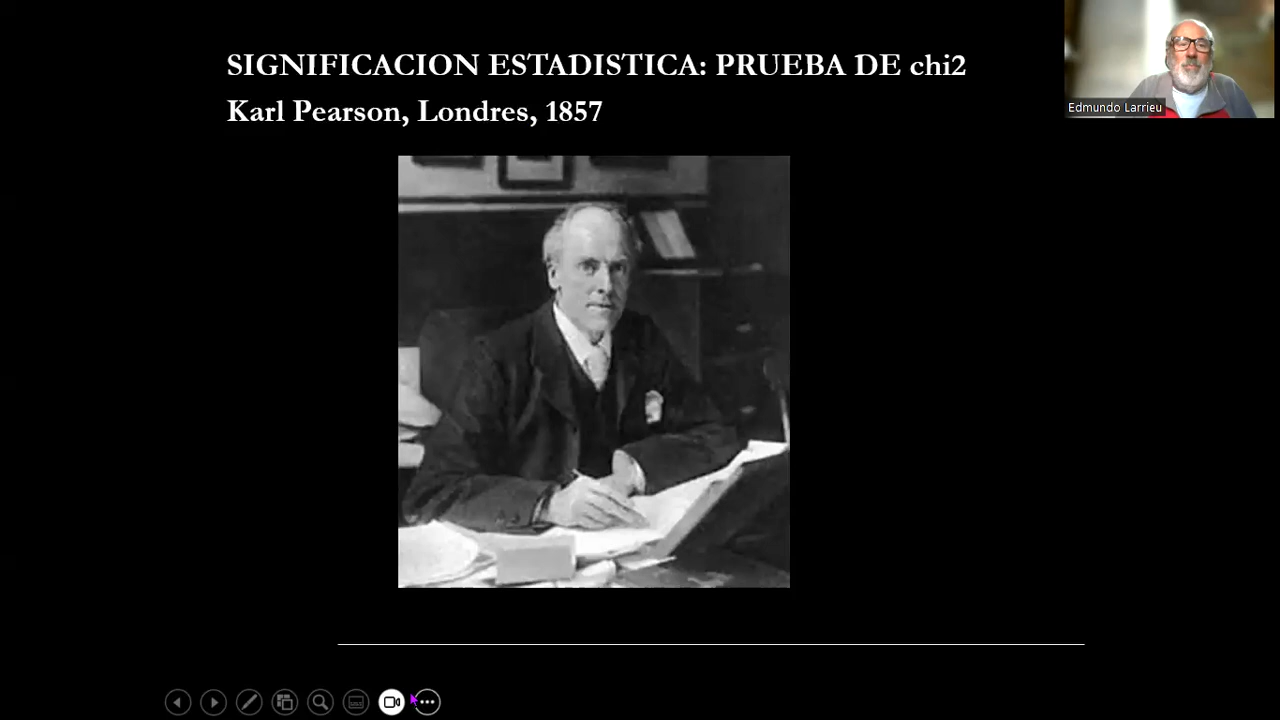 SIGNIFICACION ESTADISTICA: PRUEBA DE chi2
Karl Pearson, Londres, 1857
Edmundo Larrieu